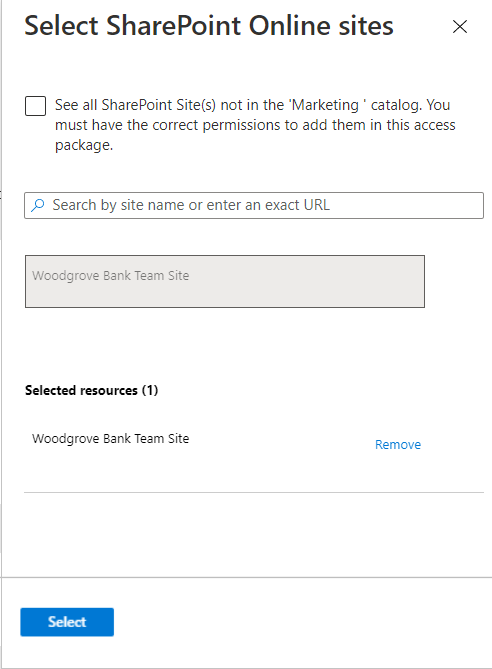 Select SharePoint Online sites
See all SharePoint Site(s) not in the 'Marketing ' catalog. You
must have the correct permissions to add them in this access
package.
Search by site name or enter an exact URL
Woodgrove Bank Team Site
Selected resources (1)
Woodgrove Bank Team Site
Remove
Select